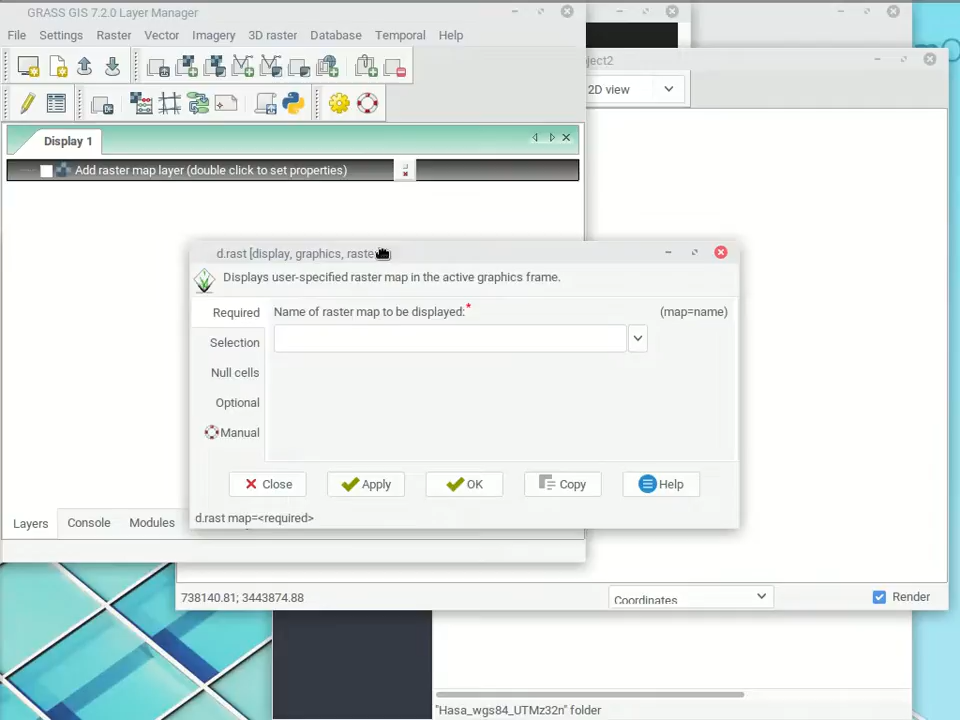 GRASS GIS 7.2.0 Layer Manager
File Settings Raster Vector Imagery 3D raster Database Temporal Help
ject2
2D view
Display 1
Add raster map layer (double click to set properties)
d.rast [display, graphics, raste
Displays user-specified raster map in the active graphics frame.
Required
Name of raster map to be displayed:*
(map=name)
Selection
Null cells
Optional
Manual
Close Apply OK Copy Help
d.rast map=<required>
Layers Console Modules
738140.81; 3443874.88
Coordinates
Render
"Hasa_wgs84_UTMz32n" folder